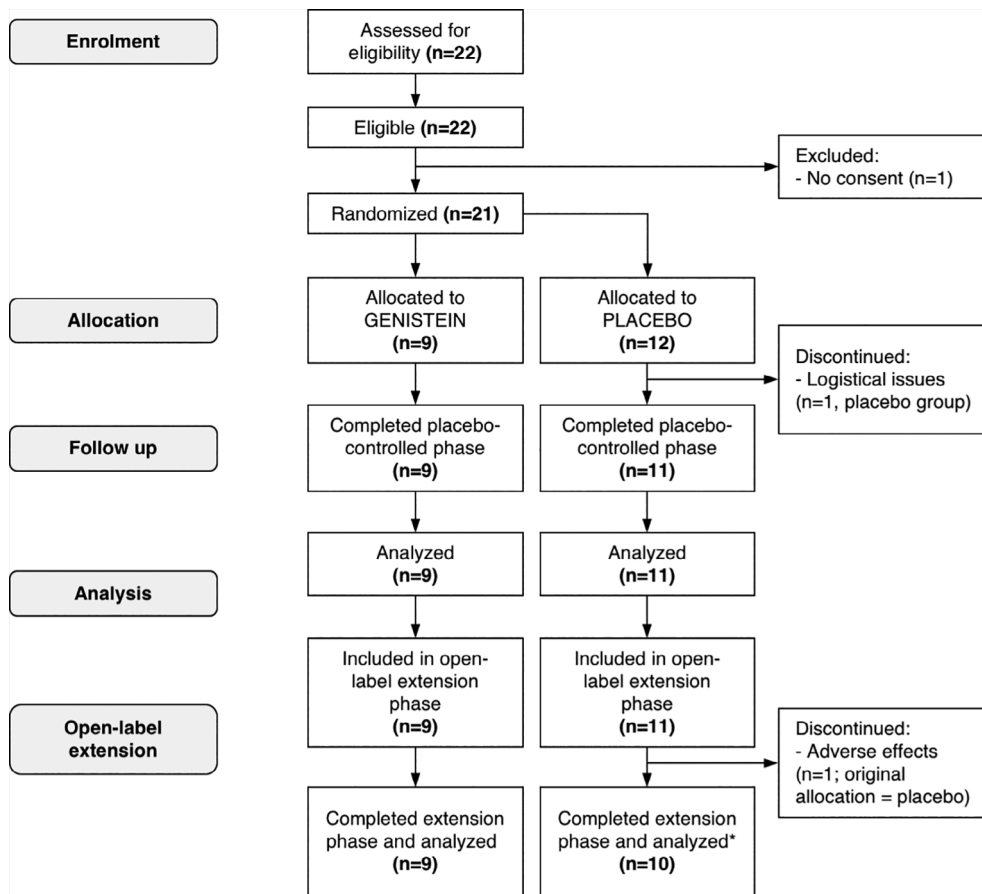 Enrolment
Assessed for
eligibility (n=22)
Eligible (n=22)
Excluded:
- No consent (n=1)
Randomized (n=21)
Allocation
Allocated to
GENISTEIN
(n=9)
Allocated to
PLACEBO
(n=12)
Discontinued:
- Logistical issues
(n=1, placebo group)
Follow up
Completed placebo-
controlled phase
(n=9)
Completed placebo-
controlled phase
(n=11)
Analysis
Analyzed
(n=9)
Analyzed
(n=11)
Open-label
extension
Included in open-
label extension
phase
(n=9)
Included in open-
label extension
phase
(n=11)
Discontinued:
- Adverse effects
(n=1; original
allocation = placebo)
Completed extension
phase and analyzed
(n=9)
Completed extension
phase and analyzed*
(n=10)